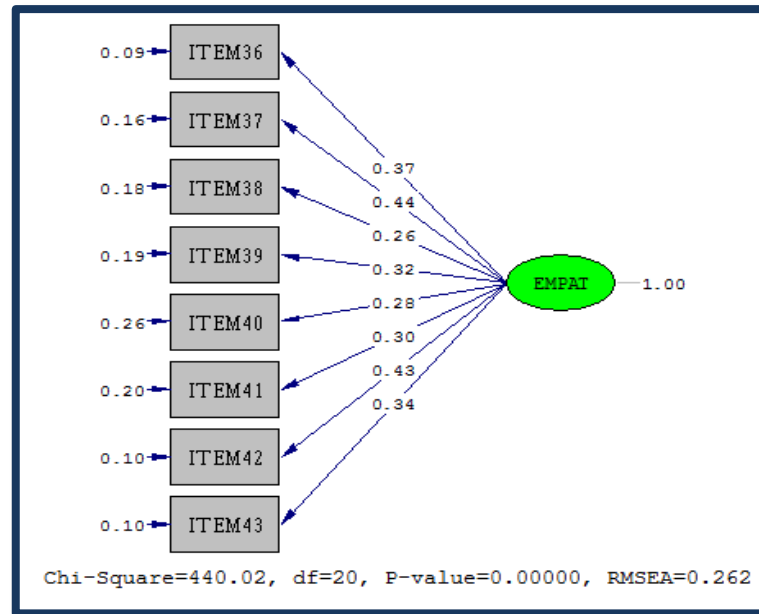 0.09 ITEM36
0.16 ITEM37
0.37
0.18 ITEM38
0.44
0.26
0.19 ITEM39
0.32
EMPAT 1.00
0.28
0.26 ITEM40
0.30
0.20 ITEM41
0.43
0.34
0.10 ITEM42
0.10 ITEM43
Chi-Square=440.02, df=20, P-value=0.00000, RMSEA=0.262